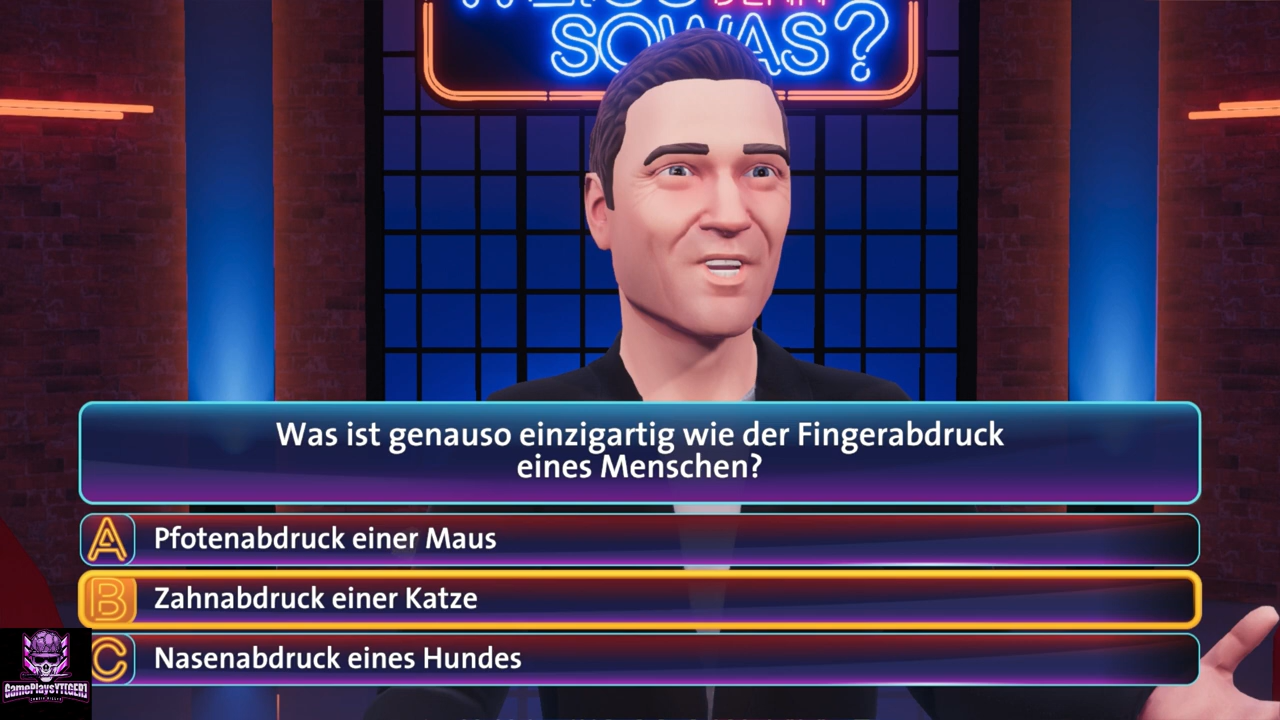 SOWAS?
Was ist genauso einzigartig wie der Fingerabdruck
eines Menschen?
A Pfotenabdruck einer Maus
B Zahnabdruck einer Katze
C Nasenabdruck eines Hundes
GamePlaysYTIGER1